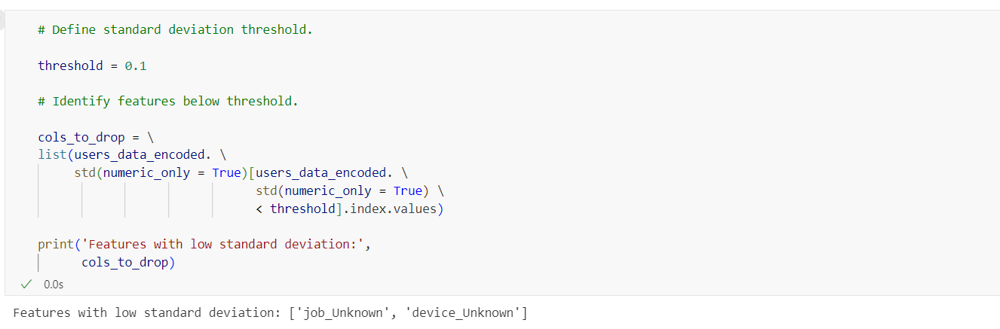 # Define standard deviation threshold.
threshold = 0.1
# Identify features below threshold.
cols_to_drop = \
list(users_data_encoded. \
std(numeric_only = True)[users_data_encoded. \
std(numeric_only = True) \
< threshold].index.values)
print('Features with low standard deviation:',
cols_to_drop)
0.0s
Features with low standard deviation: ['job_Unknown', 'device_Unknown']